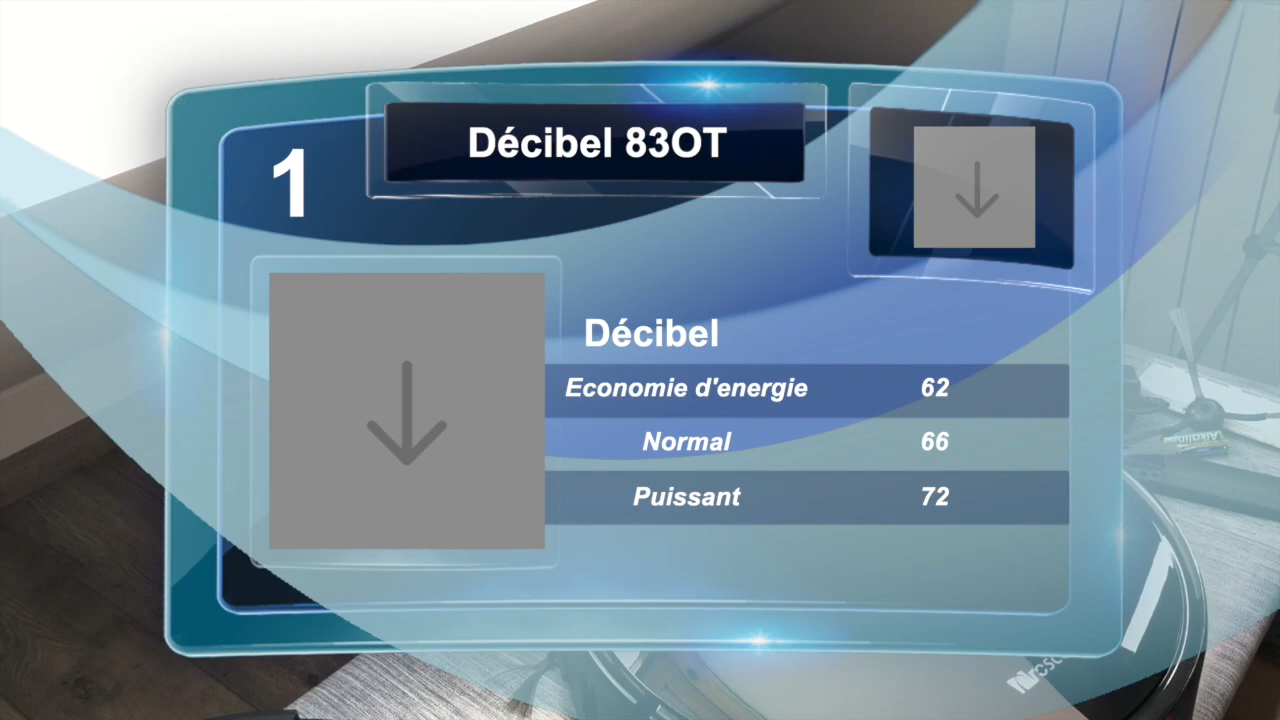 Décibel 83OT
1
Décibel
Economie d'energie 62
Normal 66
Puissant 72